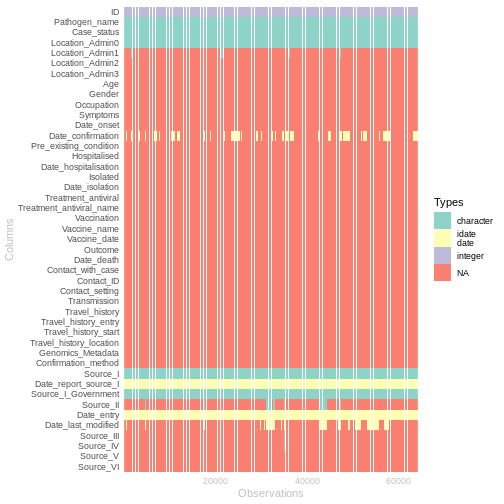 ID
Pathogen_name
Case_status
Location_Admin0
Location_Admin1
Location_Admin2
Location_Admin3
Age
Gender
Occupation
Symptoms
Date_onset
Date_confirmation
Pre_existing_condition
Hospitalised
Date_hospitalisation
Isolated
Date_isolation
Treatment_antiviral
Treatment_antiviral_name
Vaccination
Vaccine_name
Vaccine_date
Outcome
Date_death
Contact_with_case
Contact_ID
Contact_setting
Transmission
Travel_history
Travel_history_entry
Travel_history_start
Travel_history_location
Genomics_Metadata
Confirmation_method
Source_I
Date_report_source_I
Source_I_Government
Source_II
Date_entry
Date_last_modified
Source_III
Source_IV
Source_V
Source_VI
Columns
20000
40000
60000
Observations
Types
character
idate
date
integer
NA